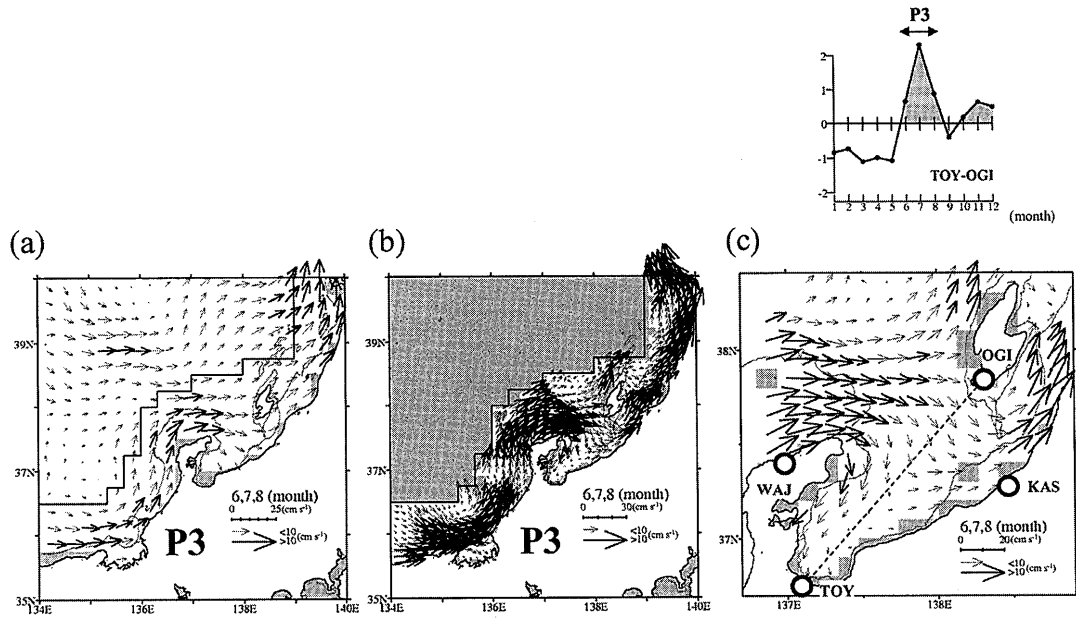 P3
2
1
0
-1
-2
TOY-OGI
1 2 3 4 5 6 7 8 9 10 11 12
(month)
(a)
39N
37N
35N
134E 136E 138E 140E
6,7,8 (month)
0 25(cm s⁻¹)
<10
>10 (cm s⁻¹)
P3
(b)
39N
37N
35N
134E 136E 138E 140E
6,7,8 (month)
0 30(cm s⁻¹)
<10
>10 (cm s⁻¹)
P3
(c)
38N
37N
137E 138E
OGI
WAJ
KAS
TOY
6,7,8 (month)
0 20(cm s⁻¹)
<10
>10 (cm s⁻¹)